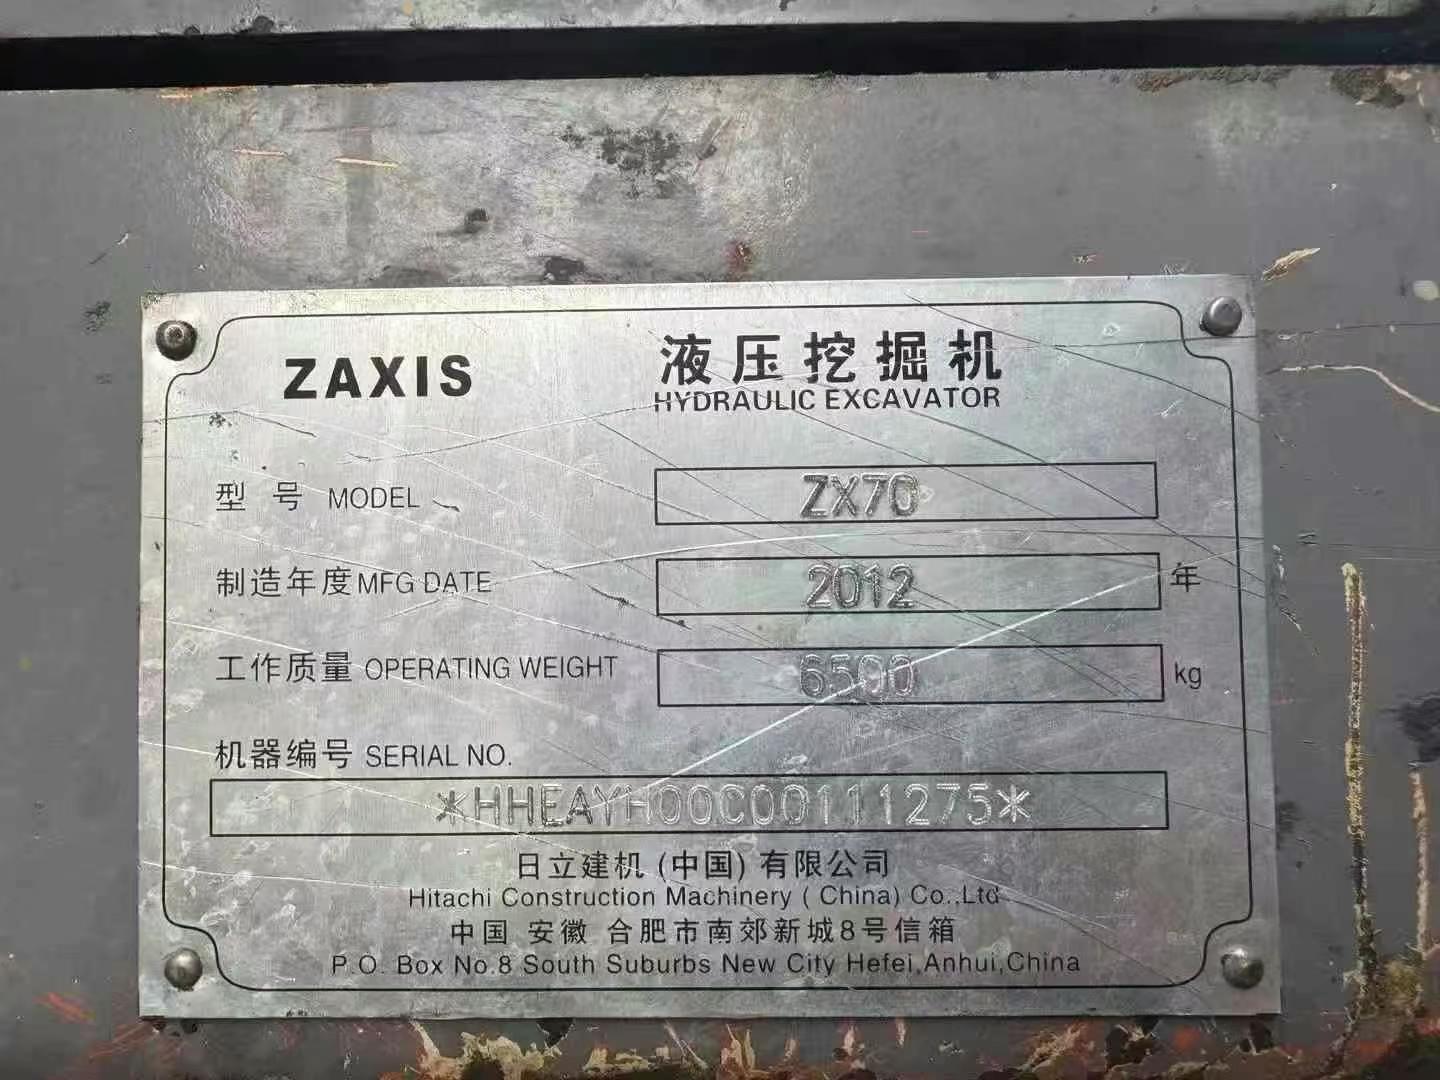 ZAXIS 液压挖掘机
HYDRAULIC EXCAVATOR
型号 MODEL ZX70
制造年度 MFG DATE 2012 年
工作质量 OPERATING WEIGHT 6500 kg
机器编号 SERIAL NO.
*HHEAYH00C00111275*
日立建机(中国)有限公司
Hitachi Construction Machinery (China) Co.,Ltd
中国 安徽 合肥市南郊新城8号信箱
P.O. Box No.8 South Suburbs New City Hefei,Anhui,China